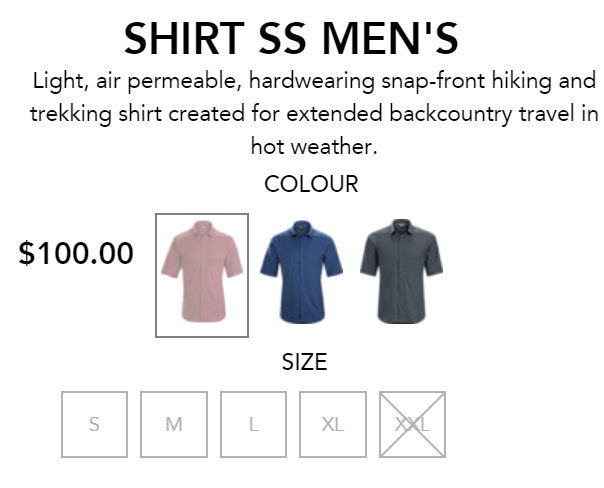 SHIRT SS MEN'S
Light, air permeable, hardwearing snap-front hiking and
trekking shirt created for extended backcountry travel in
hot weather.
COLOUR
$100.00
SIZE
S M L XL XXL